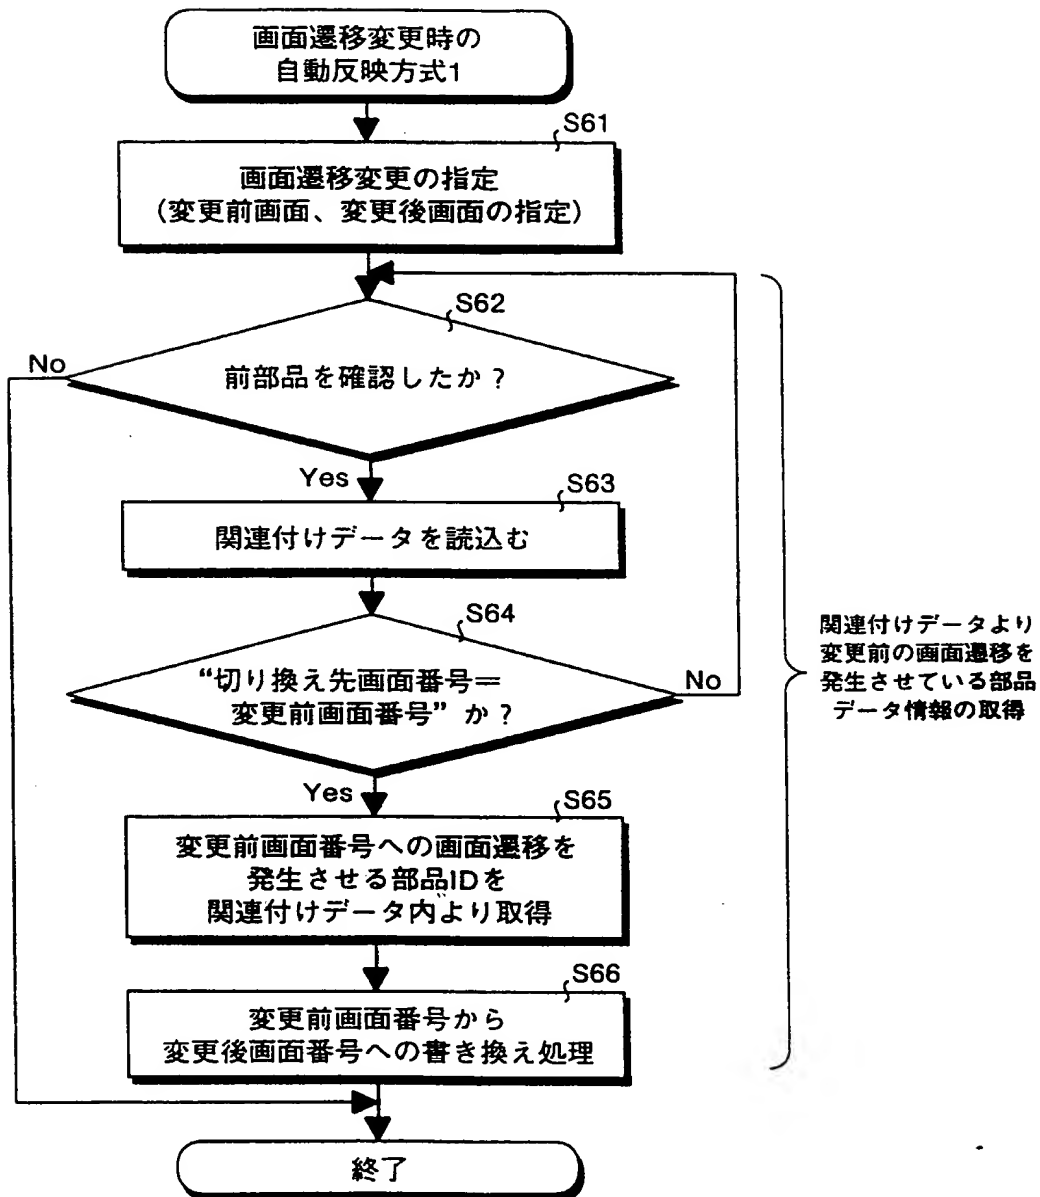 画面遷移変更時の
自動反映方式1
S61
画面遷移変更の指定
(変更前画面、変更後画面の指定)
S62
No
前部品を確認したか？
Yes
S63
関連付けデータを読込む
S64
“切り換え先画面番号＝
変更前画面番号” か？
No
Yes
S65
変更前画面番号への画面遷移を
発生させる部品IDを
関連付けデータ内より取得
S66
変更前画面番号から
変更後画面番号への書き換え処理
終了
関連付けデータより
変更前の画面遷移を
発生させている部品
データ情報の取得